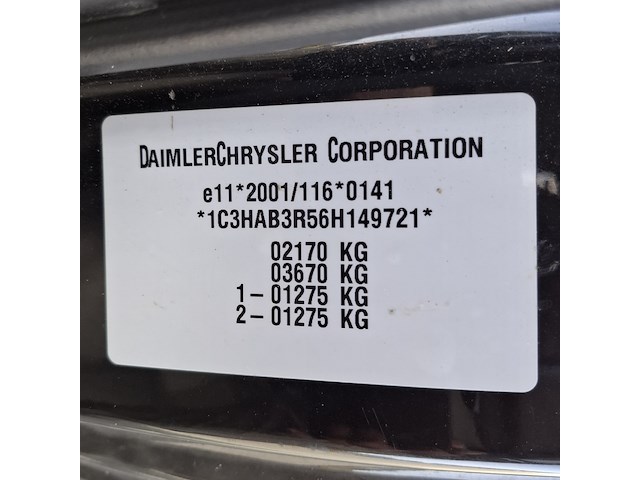 DAIMLERCHRYSLER CORPORATION
e11*2001/116*0141
*1C3HAB3R56H149721*
02170 KG
03670 KG
1- 01275 KG
2- 01275 KG